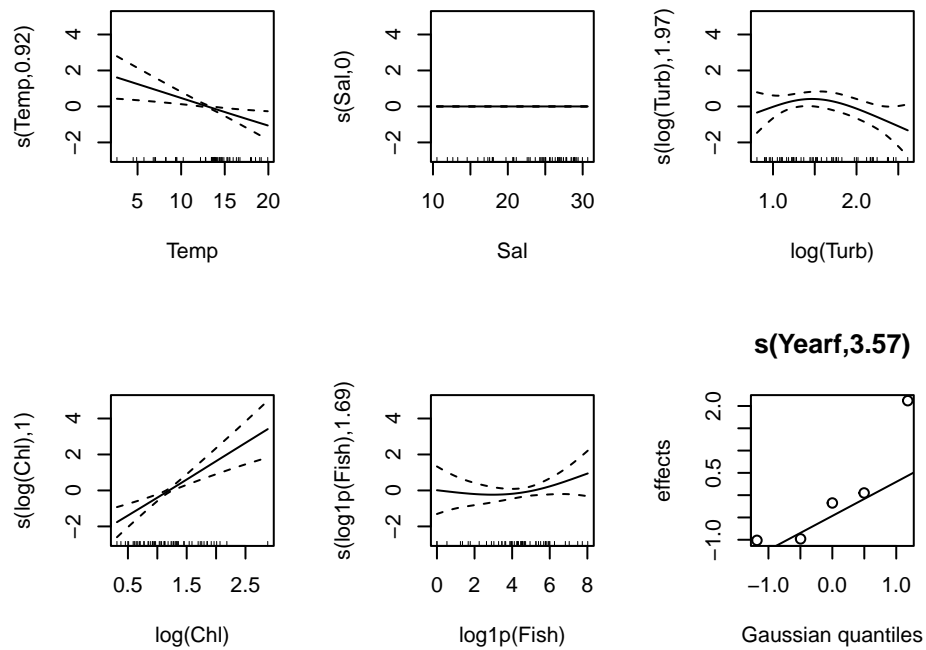 s(Temp,0.92)
4
2
0
−2
5 10 15 20
Temp
s(Sal,0)
4
2
0
−2
10 20 30
Sal
s(log(Turb),1.97)
4
2
0
−2
1.0 2.0
log(Turb)
s(log(Chl),1)
4
2
0
−2
0.5 1.5 2.5
log(Chl)
s(log1p(Fish),1.69)
4
2
0
−2
0 2 4 6 8
log1p(Fish)
s(Yearf,3.57)
effects
2.0
0.5
−1.0
−1.0 0.0 1.0
Gaussian quantiles